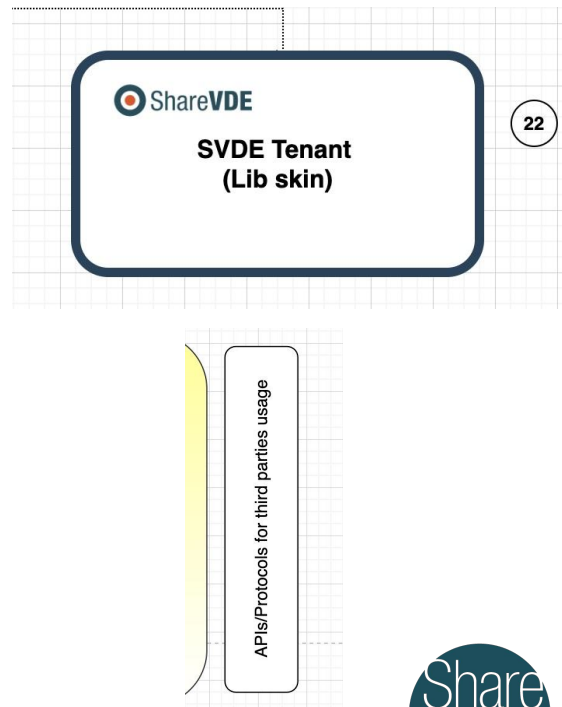 ShareVDE
22
SVDE Tenant
(Lib skin)
APIs/Protocols for third parties usage
Share